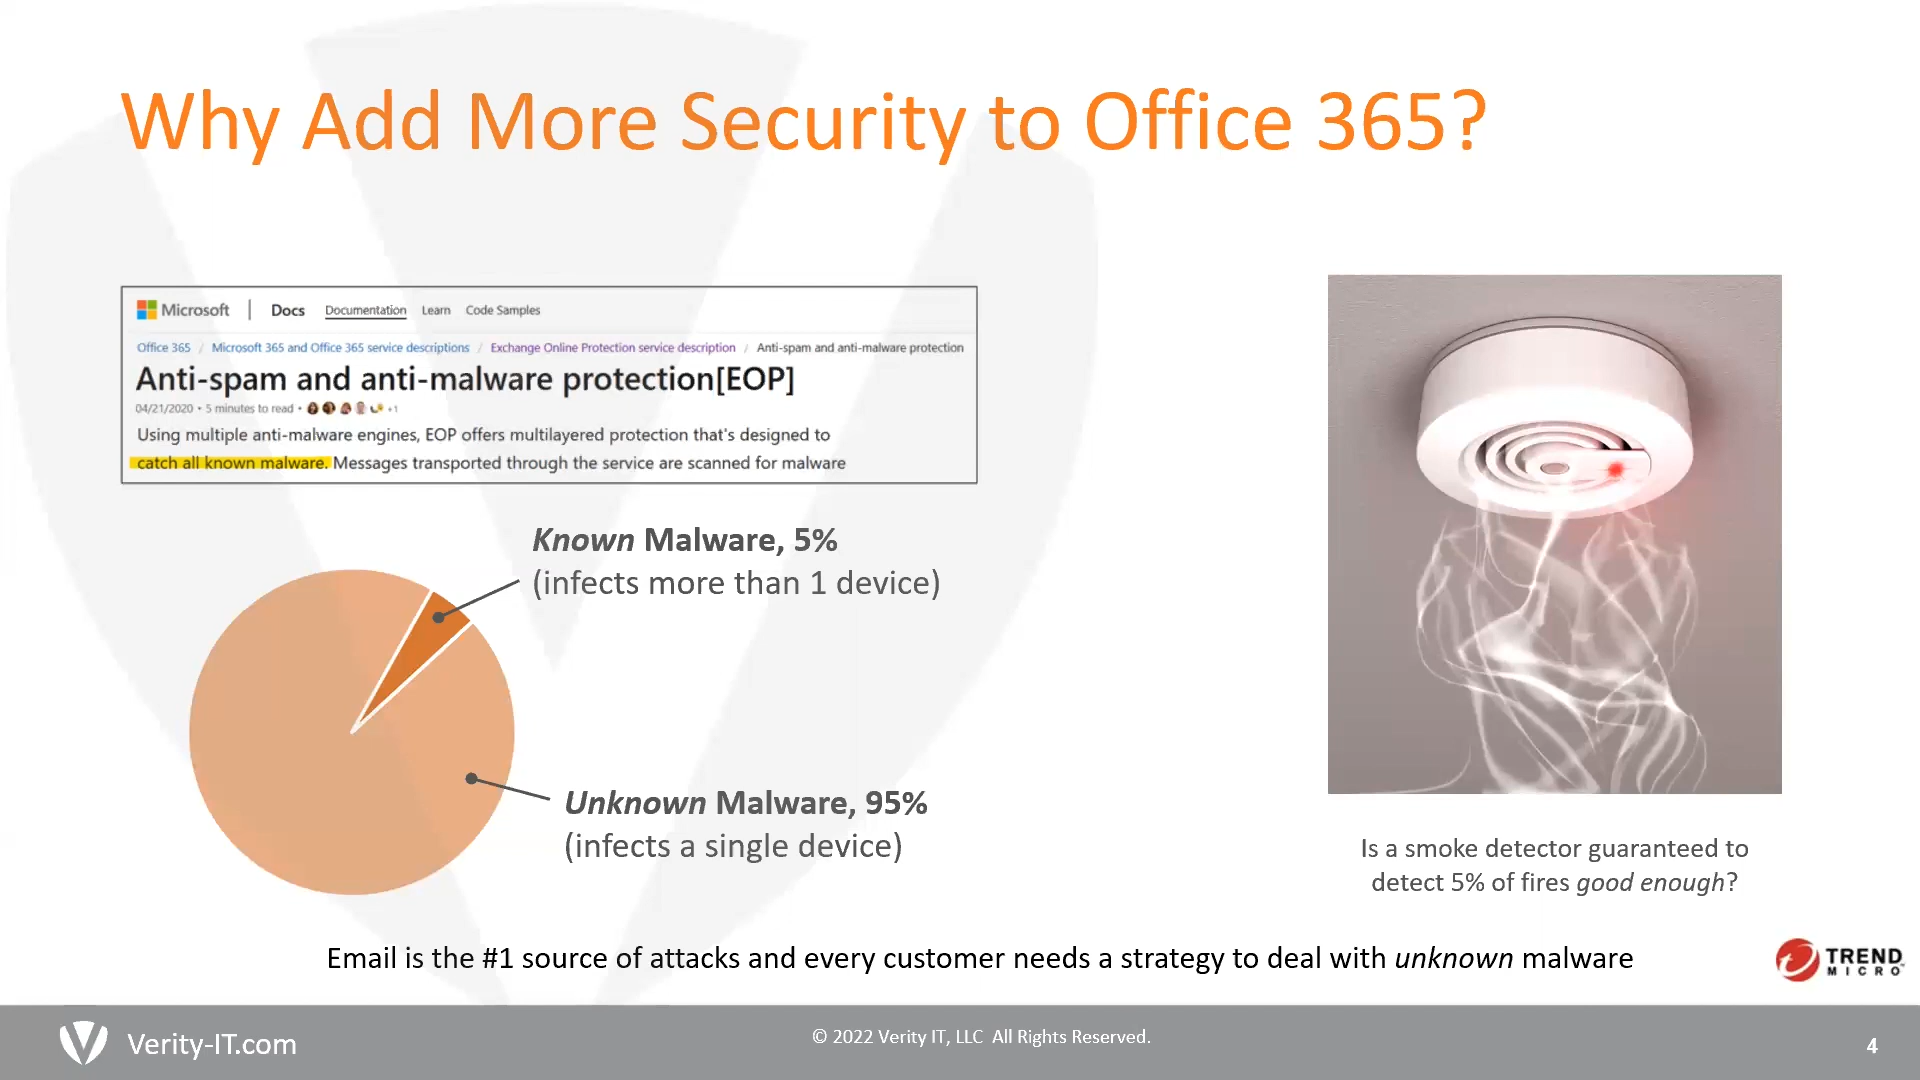 Why Add More Security to Office 365?
Microsoft | Docs Documentation Learn Code Samples
Office 365 / Microsoft 365 and Office 365 service descriptions / Exchange Online Protection service description / Anti-spam and anti-malware protection
Anti-spam and anti-malware protection[EOP]
04/21/2020 • 5 minutes to read • +1
Using multiple anti-malware engines, EOP offers multilayered protection that's designed to
catch all known malware. Messages transported through the service are scanned for malware
Known Malware, 5%
(infects more than 1 device)
Unknown Malware, 95%
(infects a single device)
Is a smoke detector guaranteed to
detect 5% of fires good enough?
Email is the #1 source of attacks and every customer needs a strategy to deal with unknown malware
TREND
MICRO
Verity-IT.com
© 2022 Verity IT, LLC All Rights Reserved.
4